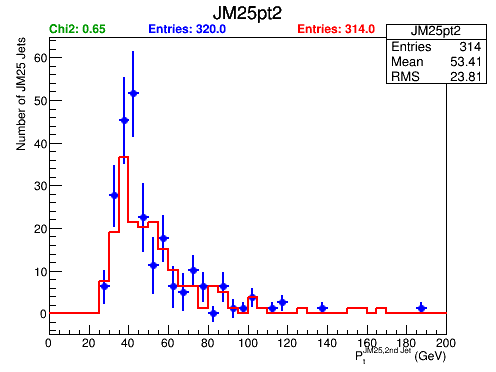 JM25pt2
Chi2: 0.65 Entries: 320.0 Entries: 314.0
JM25pt2
Entries 314
Mean 53.41
RMS 23.81
Number of JM25 Jets
60
50
40
30
20
10
0
0 20 40 60 80 100 120 140 160 180 200
P_t^JM25,2nd Jet (GeV)